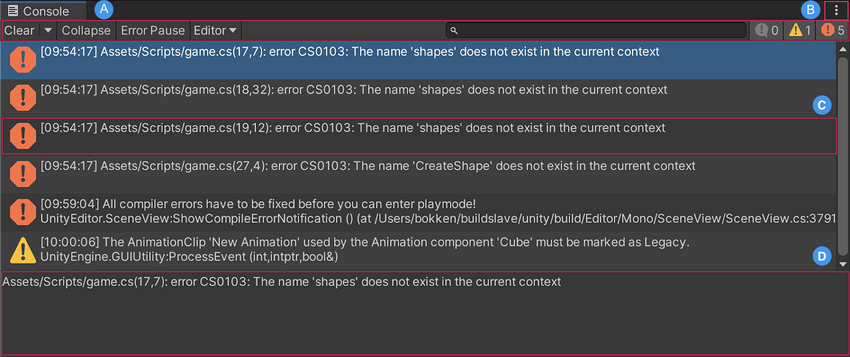 Console A B
Clear Collapse Error Pause Editor 0 1 5
[09:54:17] Assets/Scripts/game.cs(17,7): error CS0103: The name 'shapes' does not exist in the current context
[09:54:17] Assets/Scripts/game.cs(18,32): error CS0103: The name 'shapes' does not exist in the current context
C
[09:54:17] Assets/Scripts/game.cs(19,12): error CS0103: The name 'shapes' does not exist in the current context
[09:54:17] Assets/Scripts/game.cs(27,4): error CS0103: The name 'CreateShape' does not exist in the current context
[09:59:04] All compiler errors have to be fixed before you can enter playmode!
UnityEditor.SceneView:ShowCompileErrorNotification () (at /Users/bokken/buildslave/unity/build/Editor/Mono/SceneView/SceneView.cs:3791
[10:00:06] The AnimationClip 'New Animation' used by the Animation component 'Cube' must be marked as Legacy.
UnityEngine.GUIUtility:ProcessEvent (int,intptr,bool&)
D
Assets/Scripts/game.cs(17,7): error CS0103: The name 'shapes' does not exist in the current context